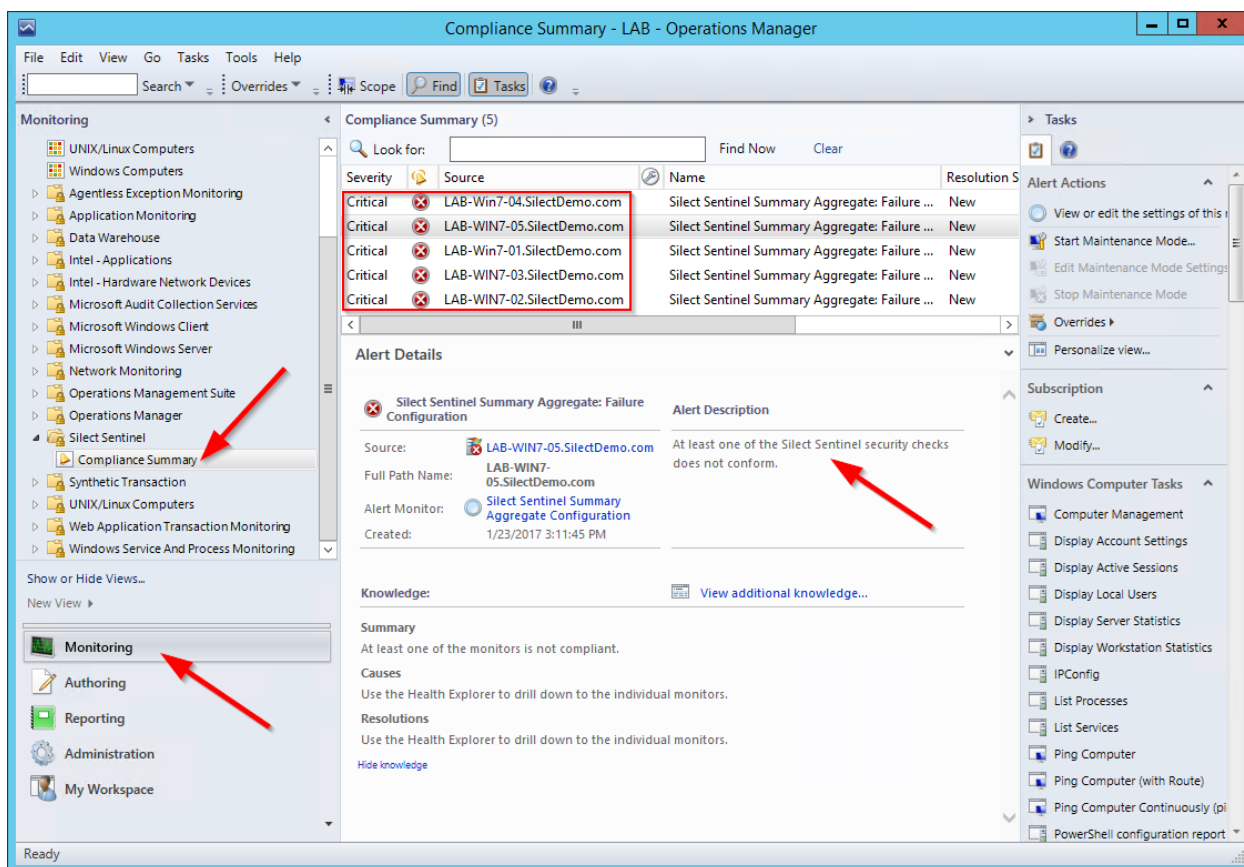 Compliance Summary - LAB - Operations Manager
File Edit View Go Tasks Tools Help
Search Overrides Scope Find Tasks
Monitoring
UNIX/Linux Computers
Windows Computers
Agentless Exception Monitoring
Application Monitoring
Data Warehouse
Intel - Applications
Intel - Hardware Network Devices
Microsoft Audit Collection Services
Microsoft Windows Client
Microsoft Windows Server
Network Monitoring
Operations Management Suite
Operations Manager
Silect Sentinel
Compliance Summary
Synthetic Transaction
UNIX/Linux Computers
Web Application Transaction Monitoring
Windows Service And Process Monitoring
Show or Hide Views...
New View
Monitoring
Authoring
Reporting
Administration
My Workspace
Compliance Summary (5)
Look for: Find Now Clear
Severity Source Name Resolution S
Critical LAB-Win7-04.SilectDemo.com Silect Sentinel Summary Aggregate: Failure ... New
Critical LAB-WIN7-05.SilectDemo.com Silect Sentinel Summary Aggregate: Failure ... New
Critical LAB-Win7-01.SilectDemo.com Silect Sentinel Summary Aggregate: Failure ... New
Critical LAB-WIN7-03.SilectDemo.com Silect Sentinel Summary Aggregate: Failure ... New
Critical LAB-WIN7-02.SilectDemo.com Silect Sentinel Summary Aggregate: Failure ... New
Alert Details
Silect Sentinel Summary Aggregate: Failure
Configuration
Source: LAB-WIN7-05.SilectDemo.com
Full Path Name: LAB-WIN7-
05.SilectDemo.com
Alert Monitor: Silect Sentinel Summary
Aggregate Configuration
Created: 1/23/2017 3:11:45 PM
Alert Description
At least one of the Silect Sentinel security checks
does not conform.
Knowledge:
View additional knowledge...
Summary
At least one of the monitors is not compliant.
Causes
Use the Health Explorer to drill down to the individual monitors.
Resolutions
Use the Health Explorer to drill down to the individual monitors.
Hide knowledge
Tasks
Alert Actions
View or edit the settings of this
Start Maintenance Mode...
Edit Maintenance Mode Settings
Stop Maintenance Mode
Overrides
Personalize view...
Subscription
Create...
Modify...
Windows Computer Tasks
Computer Management
Display Account Settings
Display Active Sessions
Display Local Users
Display Server Statistics
Display Workstation Statistics
IPConfig
List Processes
List Services
Ping Computer
Ping Computer (with Route)
Ping Computer Continuously (pi
PowerShell configuration report
Ready